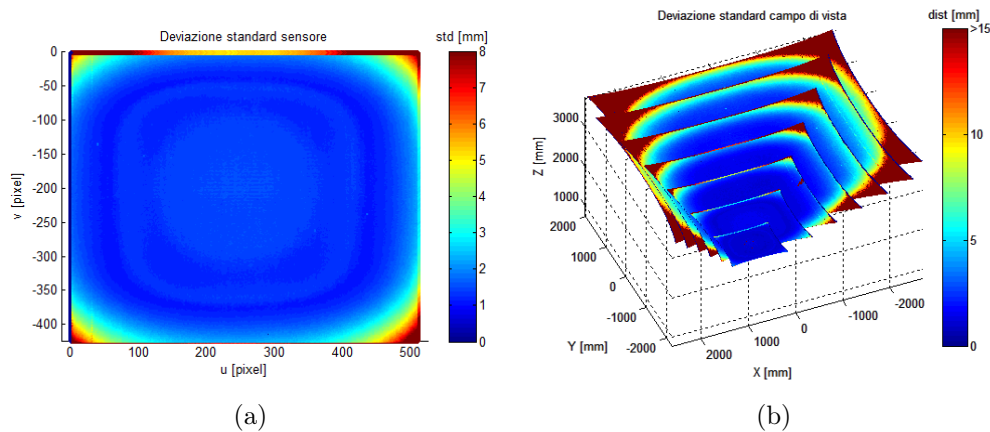 Deviazione standard sensore
std [mm]
0
-50
-100
-150
-200
-250
-300
-350
-400
v [pixel]
0 100 200 300 400 500
u [pixel]
8
7
6
5
4
3
2
1
0
(a)
Deviazione standard campo di vista
dist [mm]
3000
2000
1000
Z [mm]
2000
1000
0
-1000
-2000
Y [mm]
2000
1000
0
-1000
-2000
X [mm]
>15
10
5
0
(b)